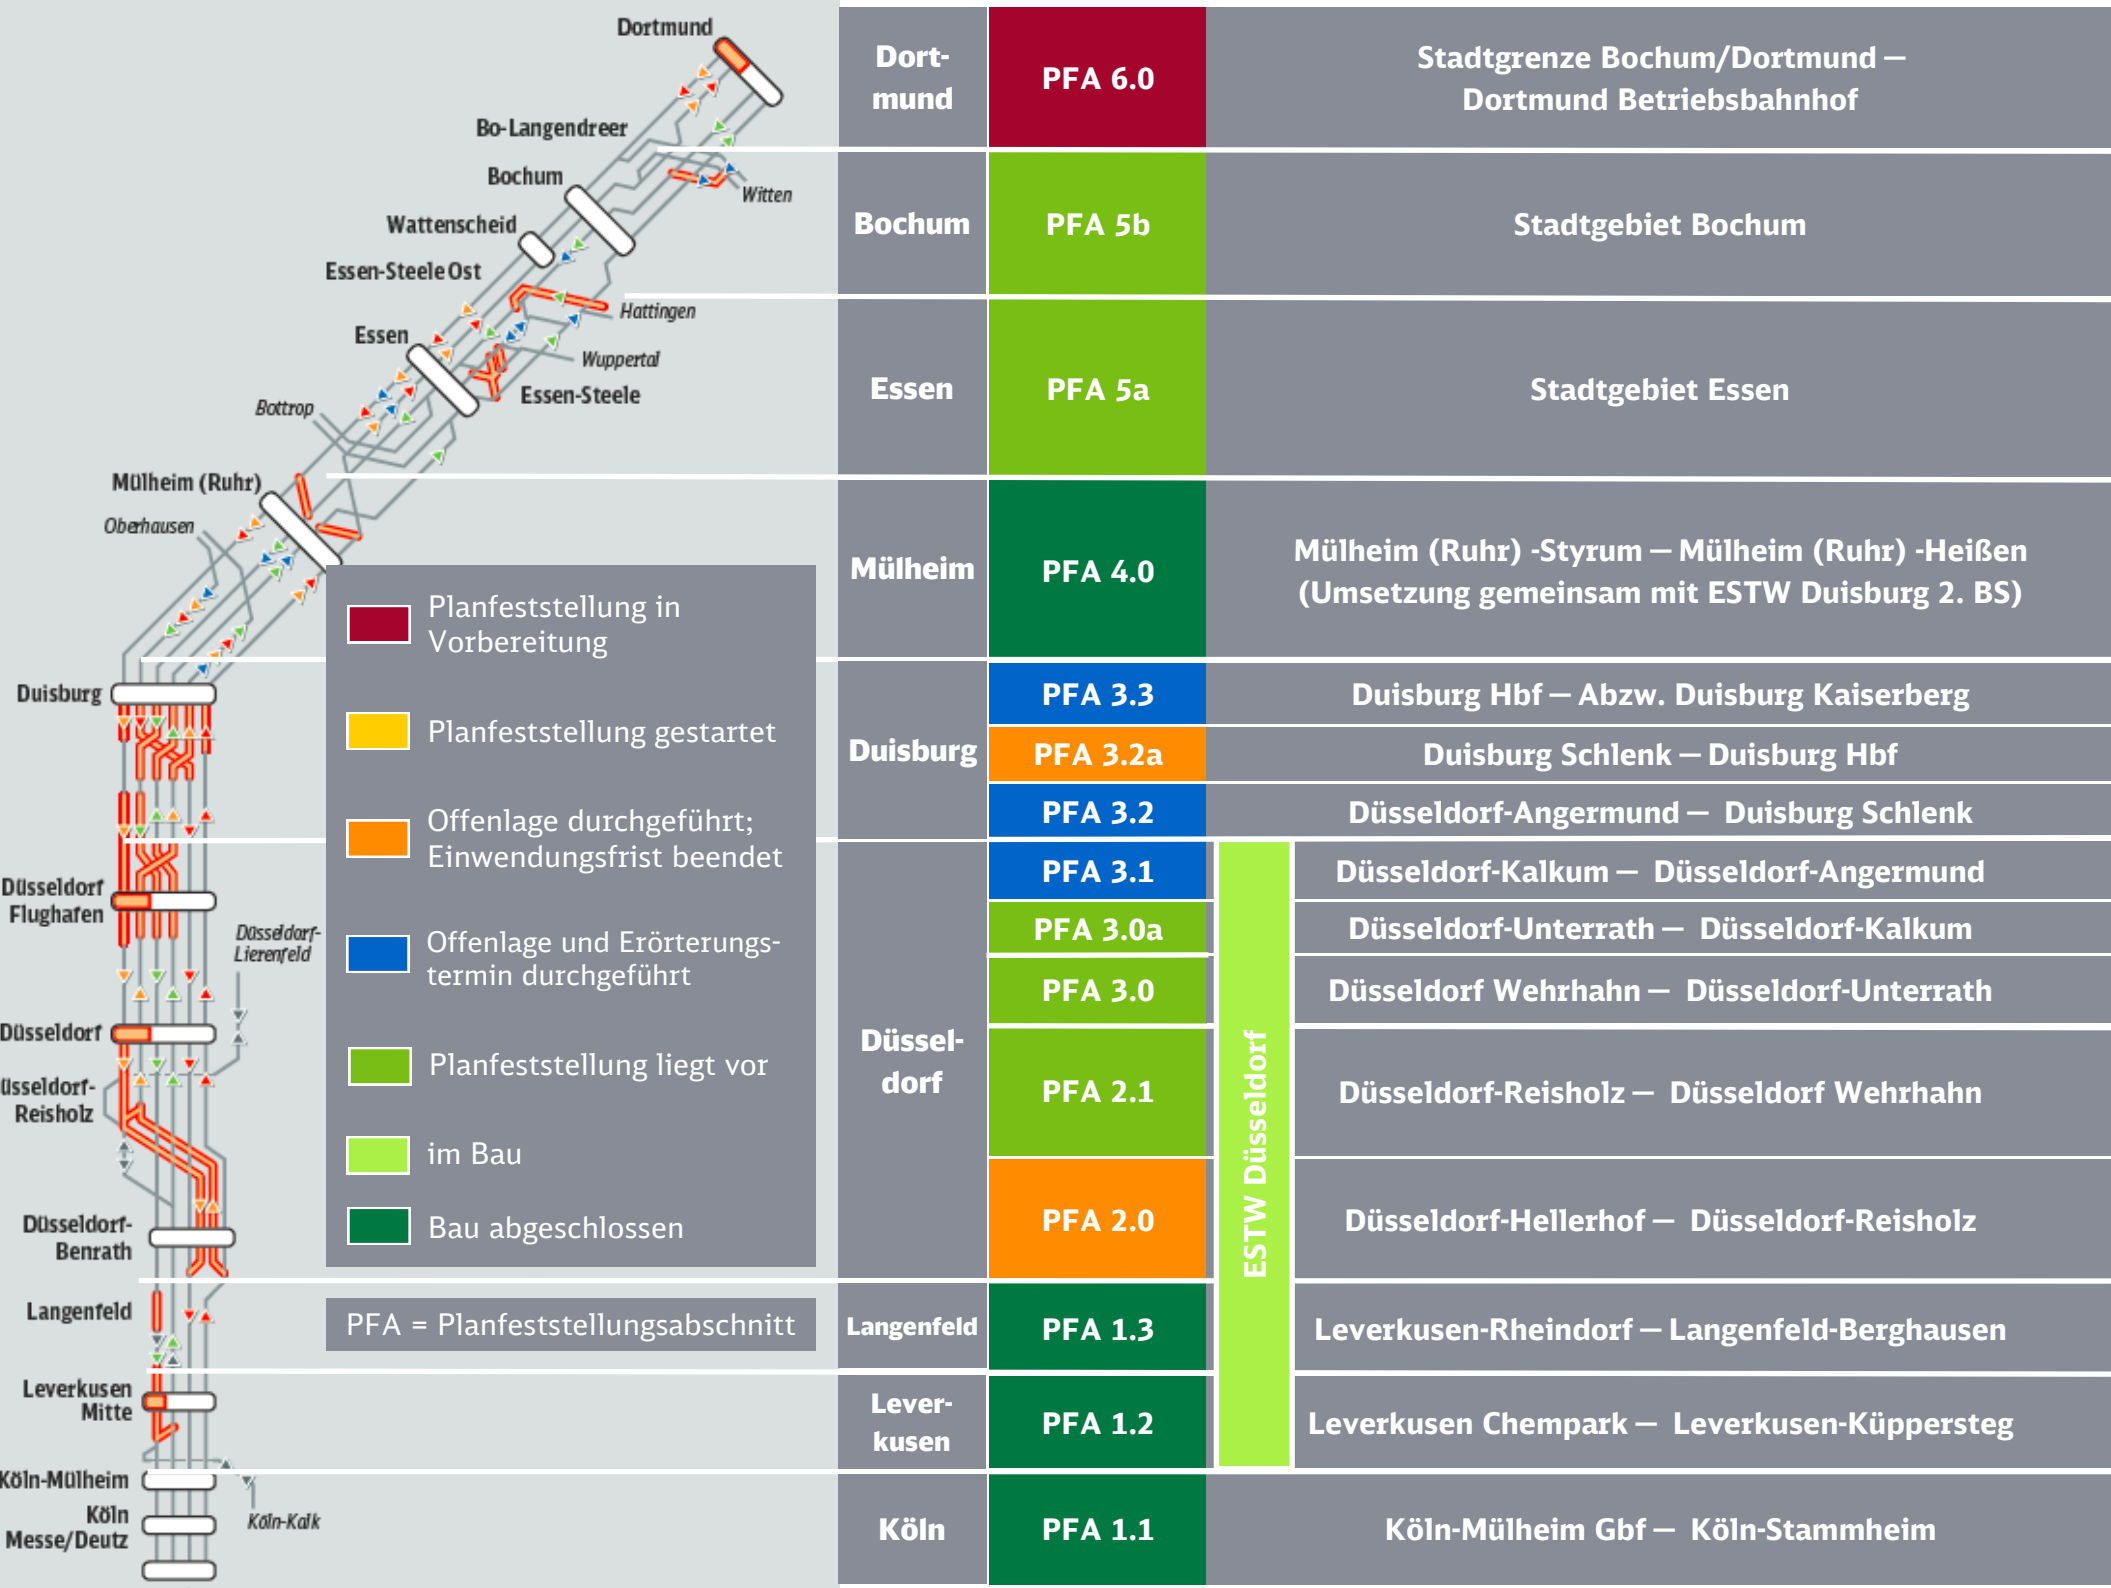 Dortmund
Bo-Langendreer
Bochum
Witten
Wattenscheid
Essen-Steele Ost
Hattingen
Essen
Wuppertal
Essen-Steele
Bottrop
Mülheim (Ruhr)
Oberhausen
Duisburg
Düsseldorf
Flughafen
Düsseldorf-
Lierenfeld
Düsseldorf
üsseldorf-
Reisholz
Düsseldorf-
Benrath
Langenfeld
Leverkusen
Mitte
Köln-Mülheim
Köln
Messe/Deutz
Köln-Kalk
Planfeststellung in
Vorbereitung
Planfeststellung gestartet
Offenlage durchgeführt;
Einwendungsfrist beendet
Offenlage und Erörterungs-
termin durchgeführt
Planfeststellung liegt vor
im Bau
Bau abgeschlossen
PFA = Planfeststellungsabschnitt
Dort-
mund
PFA 6.0
Stadtgrenze Bochum/Dortmund –
Dortmund Betriebsbahnhof
Bochum
PFA 5b
Stadtgebiet Bochum
Essen
PFA 5a
Stadtgebiet Essen
Mülheim
PFA 4.0
Mülheim (Ruhr) -Styrum – Mülheim (Ruhr) -Heißen
(Umsetzung gemeinsam mit ESTW Duisburg 2. BS)
Duisburg
PFA 3.3
Duisburg Hbf – Abzw. Duisburg Kaiserberg
PFA 3.2a
Duisburg Schlenk – Duisburg Hbf
PFA 3.2
Düsseldorf-Angermund – Duisburg Schlenk
Düssel-
dorf
PFA 3.1
Düsseldorf-Kalkum – Düsseldorf-Angermund
PFA 3.0a
Düsseldorf-Unterrath – Düsseldorf-Kalkum
PFA 3.0
Düsseldorf Wehrhahn – Düsseldorf-Unterrath
PFA 2.1
Düsseldorf-Reisholz – Düsseldorf Wehrhahn
PFA 2.0
Düsseldorf-Hellerhof – Düsseldorf-Reisholz
ESTW Düsseldorf
Langenfeld
PFA 1.3
Leverkusen-Rheindorf – Langenfeld-Berghausen
Lever-
kusen
PFA 1.2
Leverkusen Chempark – Leverkusen-Küppersteg
Köln
PFA 1.1
Köln-Mülheim Gbf – Köln-Stammheim